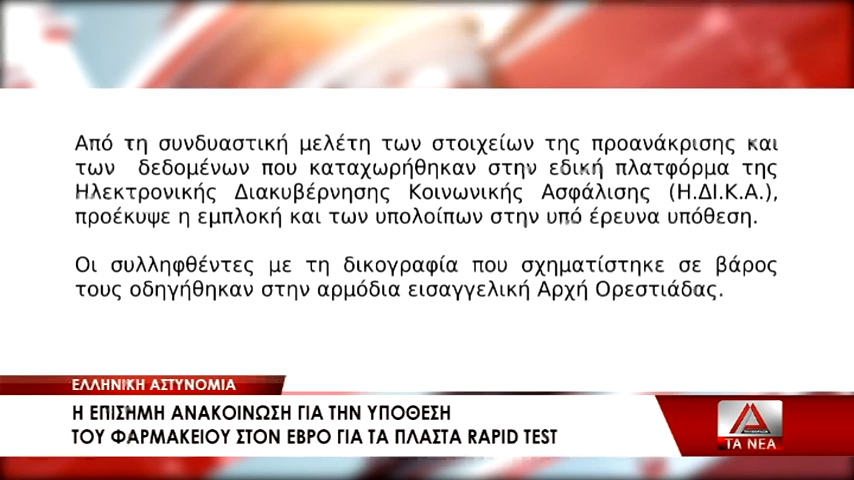 Από τη συνδυαστική μελέτη των στοιχείων της προανάκρισης και
των δεδομένων που καταχωρήθηκαν στην εδική πλατφόρμα της
Ηλεκτρονικής Διακυβέρνησης Κοινωνικής Ασφάλισης (Η.ΔΙ.Κ.Α.),
προέκυψε η εμπλοκή και των υπολοίπων στην υπό έρευνα υπόθεση.
Οι συλληφθέντες με τη δικογραφία που σχηματίστηκε σε βάρος
τους οδηγήθηκαν στην αρμόδια εισαγγελική Αρχή Ορεστιάδας.
ΕΛΛΗΝΙΚΗ ΑΣΤΥΝΟΜΙΑ
Η ΕΠΙΣΗΜΗ ΑΝΑΚΟΙΝΩΣΗ ΓΙΑ ΤΗΝ ΥΠΟΘΕΣΗ
ΤΟΥ ΦΑΡΜΑΚΕΙΟΥ ΣΤΟΝ ΕΒΡΟ ΓΙΑ ΤΑ ΠΛΑΣΤΑ RAPID TEST
ΤΑ ΝΕΑ